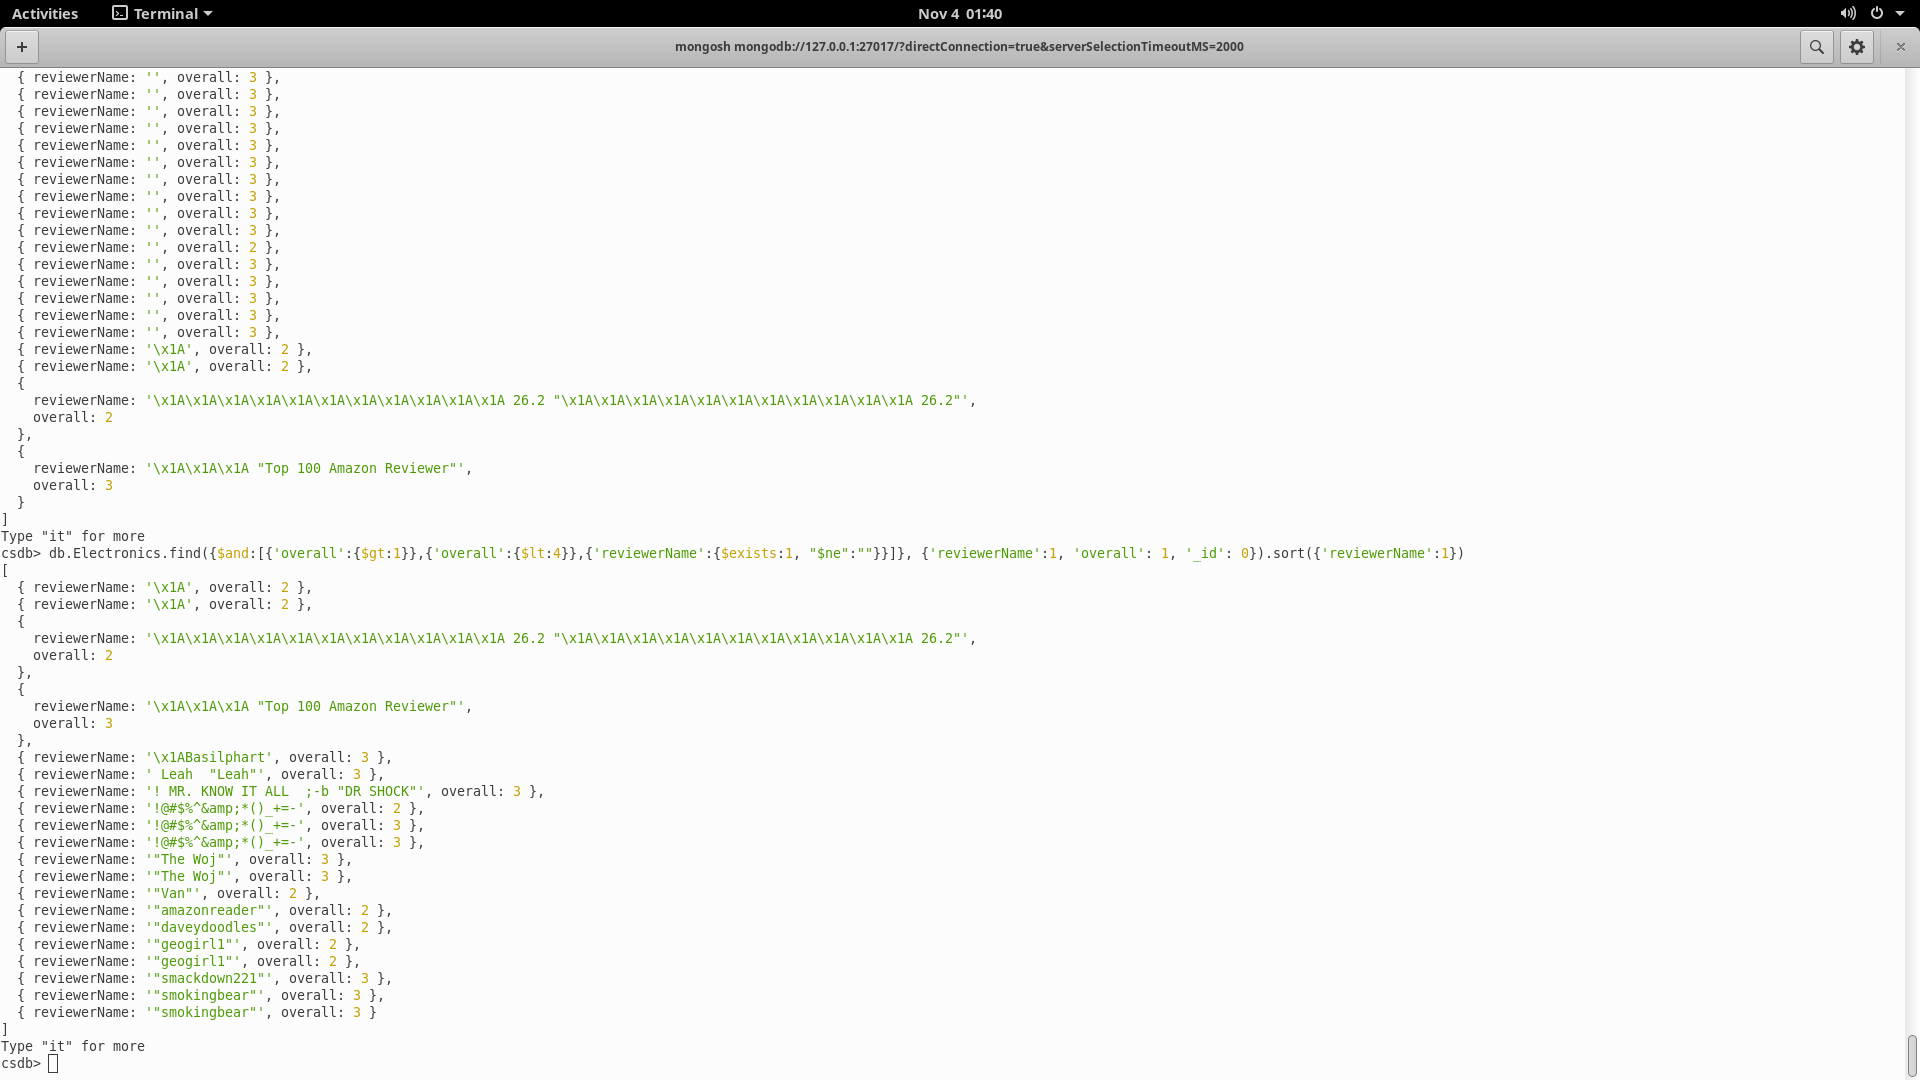 Activities Terminal Nov 4 01:40
mongosh mongodb://127.0.0.1:27017/?directConnection=true&serverSelectionTimeoutMS=2000
{ reviewerName: '', overall: 3 },
{ reviewerName: '', overall: 3 },
{ reviewerName: '', overall: 3 },
{ reviewerName: '', overall: 3 },
{ reviewerName: '', overall: 3 },
{ reviewerName: '', overall: 3 },
{ reviewerName: '', overall: 3 },
{ reviewerName: '', overall: 3 },
{ reviewerName: '', overall: 3 },
{ reviewerName: '', overall: 3 },
{ reviewerName: '', overall: 2 },
{ reviewerName: '', overall: 3 },
{ reviewerName: '', overall: 3 },
{ reviewerName: '', overall: 3 },
{ reviewerName: '', overall: 3 },
{ reviewerName: '', overall: 3 },
{ reviewerName: '\x1A', overall: 2 },
{ reviewerName: '\x1A', overall: 2 },
{
reviewerName: '\x1A\x1A\x1A\x1A\x1A\x1A\x1A\x1A\x1A\x1A\x1A 26.2 "\x1A\x1A\x1A\x1A\x1A\x1A\x1A\x1A\x1A\x1A\x1A 26.2"',
overall: 2
},
{
reviewerName: '\x1A\x1A\x1A "Top 100 Amazon Reviewer"',
overall: 3
}
]
Type "it" for more
csdb> db.Electronics.find({$and:[{'overall':{$gt:1}},{'overall':{$lt:4}},{'reviewerName':{$exists:1, "$ne":""}}]}, {'reviewerName':1, 'overall': 1, '_id': 0}).sort({'reviewerName':1})
[
{ reviewerName: '\x1A', overall: 2 },
{ reviewerName: '\x1A', overall: 2 },
{
reviewerName: '\x1A\x1A\x1A\x1A\x1A\x1A\x1A\x1A\x1A\x1A\x1A 26.2 "\x1A\x1A\x1A\x1A\x1A\x1A\x1A\x1A\x1A\x1A\x1A 26.2"',
overall: 2
},
{
reviewerName: '\x1A\x1A\x1A "Top 100 Amazon Reviewer"',
overall: 3
},
{ reviewerName: '\x1ABasilphart', overall: 3 },
{ reviewerName: ' Leah  "Leah"', overall: 3 },
{ reviewerName: '! MR. KNOW IT ALL  ;-b "DR SHOCK"', overall: 3 },
{ reviewerName: '!@#$%^&amp;*()_+=-', overall: 2 },
{ reviewerName: '!@#$%^&amp;*()_+=-', overall: 3 },
{ reviewerName: '!@#$%^&amp;*()_+=-', overall: 3 },
{ reviewerName: '"The Woj"', overall: 3 },
{ reviewerName: '"The Woj"', overall: 3 },
{ reviewerName: '"Van"', overall: 2 },
{ reviewerName: '"amazonreader"', overall: 2 },
{ reviewerName: '"daveydoodles"', overall: 2 },
{ reviewerName: '"geogirl1"', overall: 2 },
{ reviewerName: '"geogirl1"', overall: 2 },
{ reviewerName: '"smackdown221"', overall: 3 },
{ reviewerName: '"smokingbear"', overall: 3 },
{ reviewerName: '"smokingbear"', overall: 3 }
]
Type "it" for more
csdb>